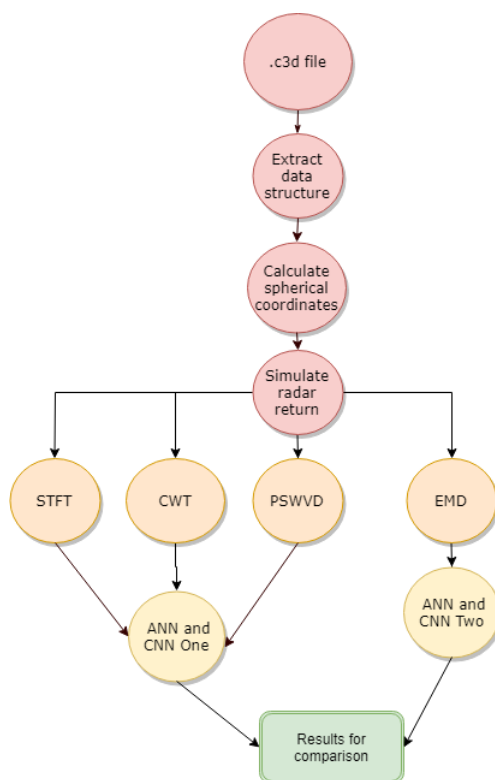 .c3d file
Extract
data
structure
Calculate
spherical
coordinates
Simulate
radar
return
STFT
CWT
PSWVD
EMD
ANN and
CNN One
ANN and
CNN Two
Results for
comparison